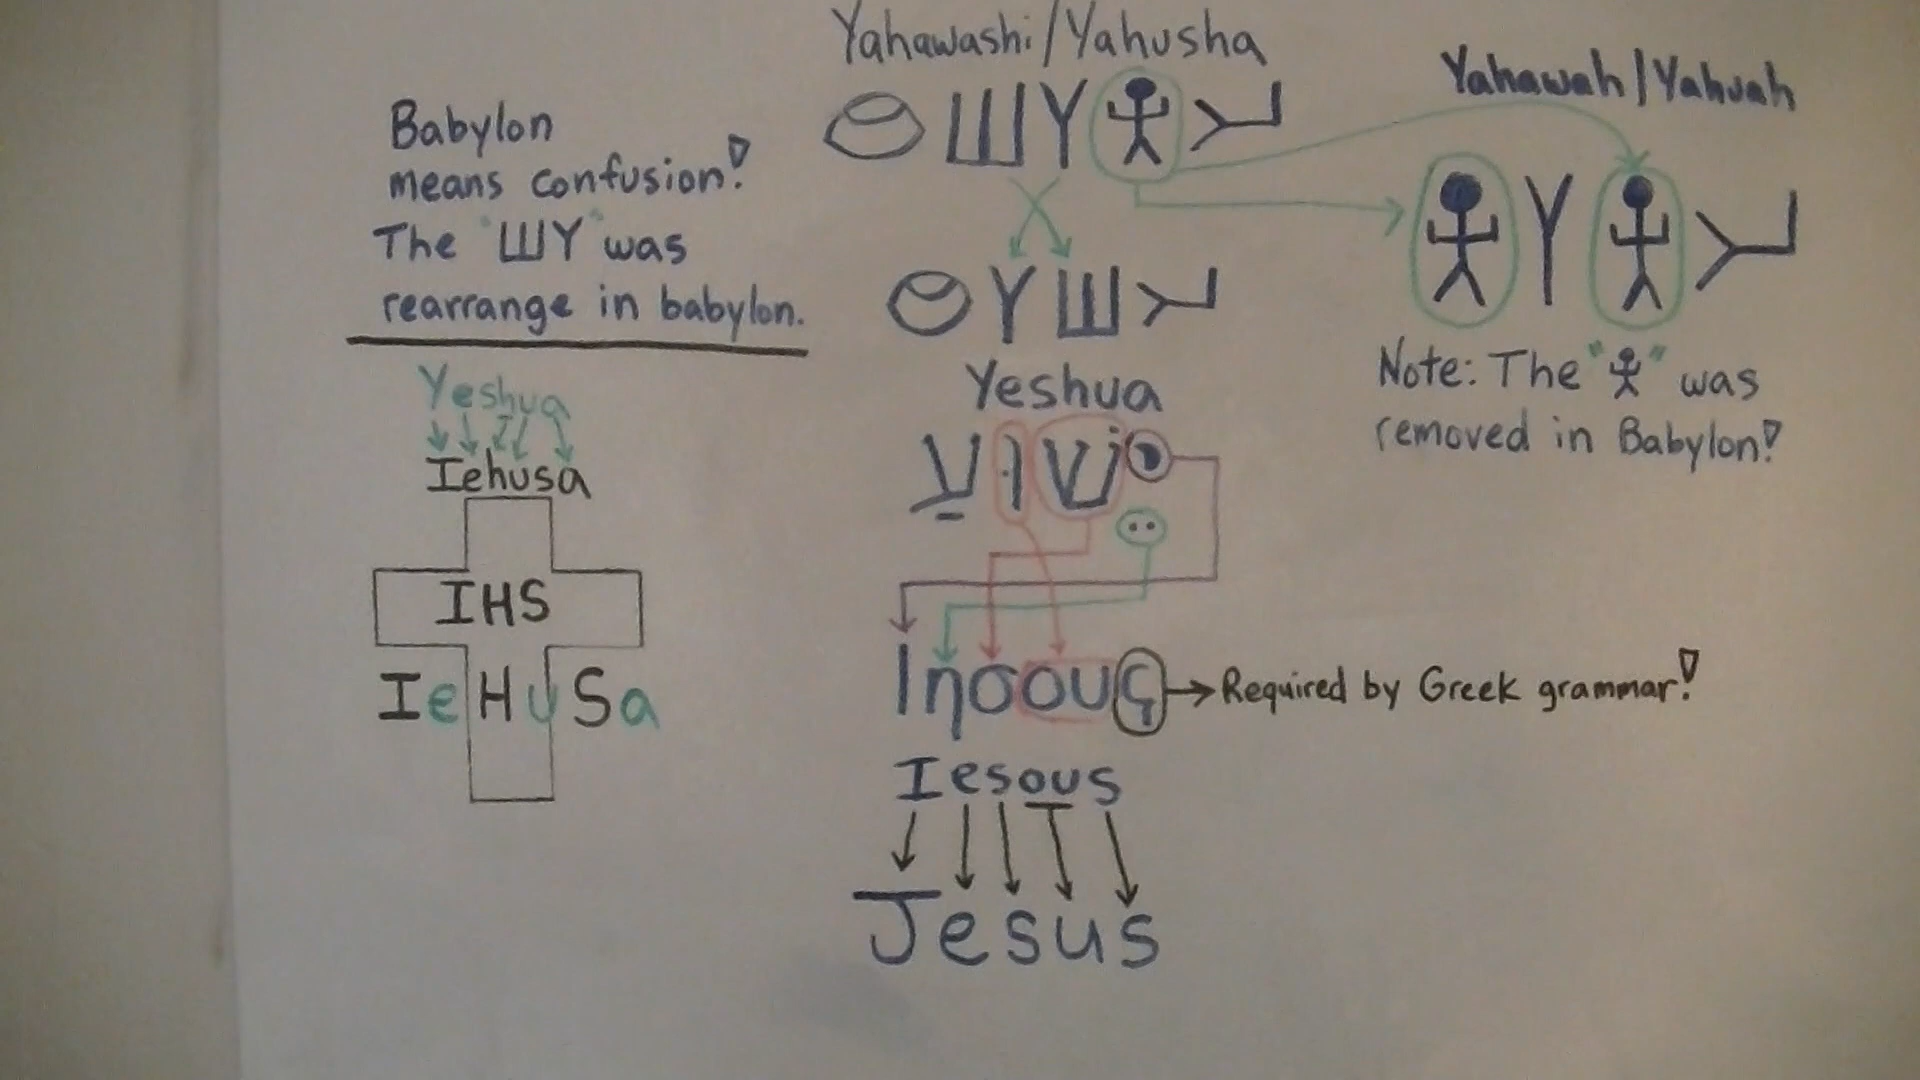 Yahawashi/Yahusha
Yahawah/Yahuah
Babylon
means confusion!
The "ШY" was
rearrange in babylon.
Yeshua
Iehusa
IHS
IeHuSa
Yeshua
ישוע
Note: The "𐤄" was
removed in Babylon!
Ιησους → Required by Greek grammar!
Iesous
Jesus